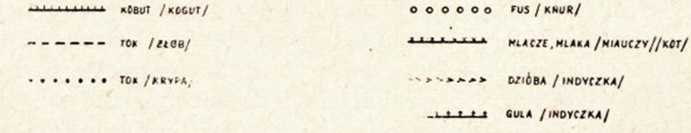 KOBUT /KOGUT/
TOK /ŻŁÓB/
TOK /KRYPA/
FUS /KNUR/
MLACZE, MLAKA /MIAUCZY//KOT/
DZIÓBA /INDYCZKA/
GULA /INDYCZKA/